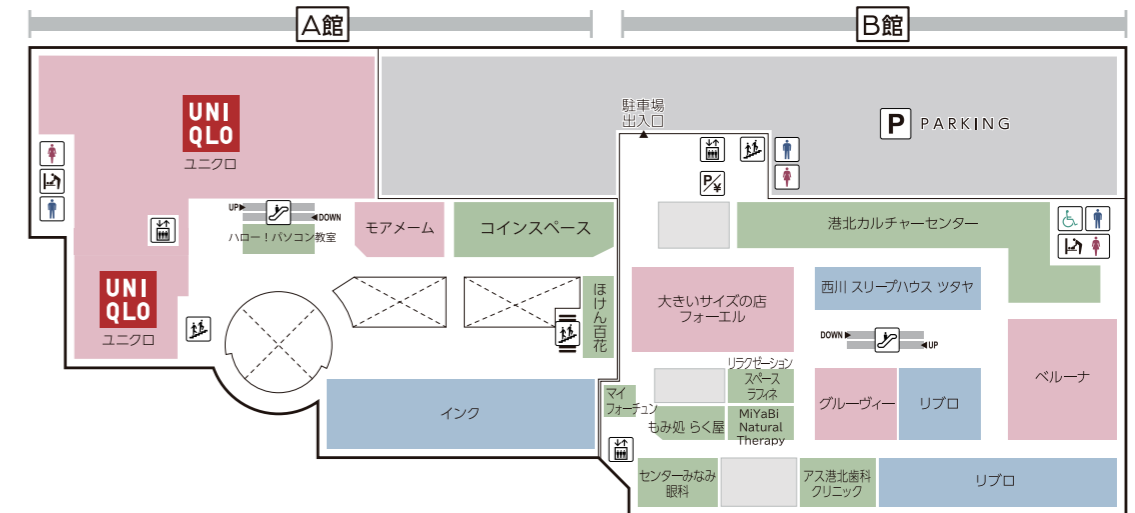 A館
B館
UNI
QLO
ユニクロ
駐車場
出入口
P
PARKING
P/¥
UP
DOWN
ハロー！パソコン教室
モアメーム
コインスペース
港北カルチャーセンター
UNI
QLO
ユニクロ
ほけん百花
大きいサイズの店
フォーエル
西川 スリープハウス ツタヤ
DOWN
UP
リラクゼーション
スペース
ラフィネ
マイ
フォーチュン
もみ処 らく屋
MiYaBi
Natural
Therapy
グルーヴィー
リブロ
ベルーナ
インク
センターみなみ
眼科
アス港北歯科
クリニック
リブロ